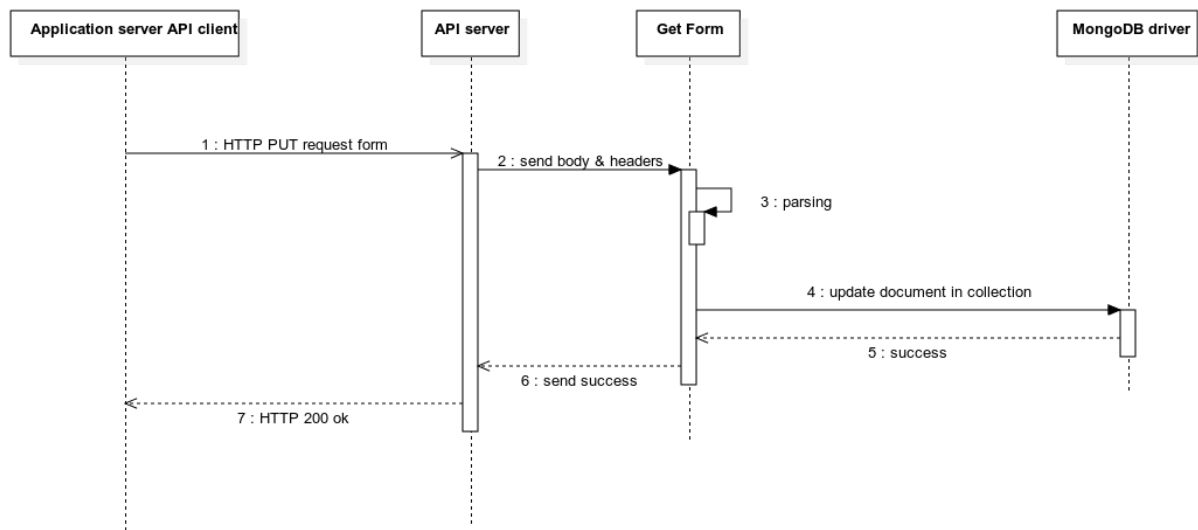 Application server API client
API server
Get Form
MongoDB driver
1 : HTTP PUT request form
2 : send body & headers
3 : parsing
4 : update document in collection
5 : success
6 : send success
7 : HTTP 200 ok